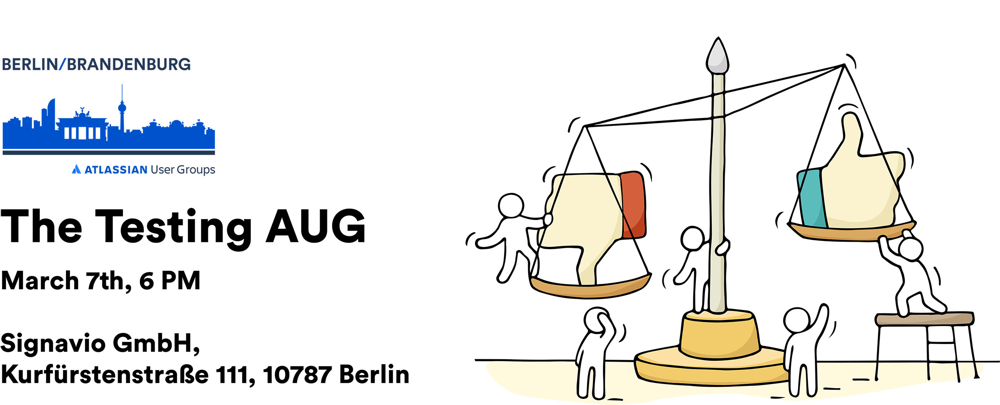 BERLIN/BRANDENBURG
ATLASSIAN User Groups
The Testing AUG
March 7th, 6 PM
Signavio GmbH,
Kurfürstenstraße 111, 10787 Berlin